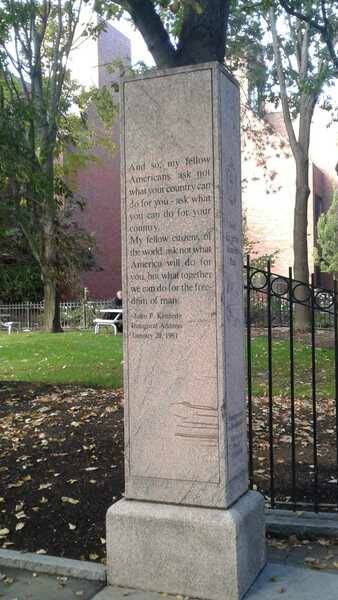 And so, my fellow
Americans: ask not
what your country can
do for you - ask what
you can do for your
country.
My fellow citizens of
the world: ask not what
America will do for
you, but what together
we can do for the free-
dom of man.
-John F. Kennedy
Inaugural Address
January 20, 1961